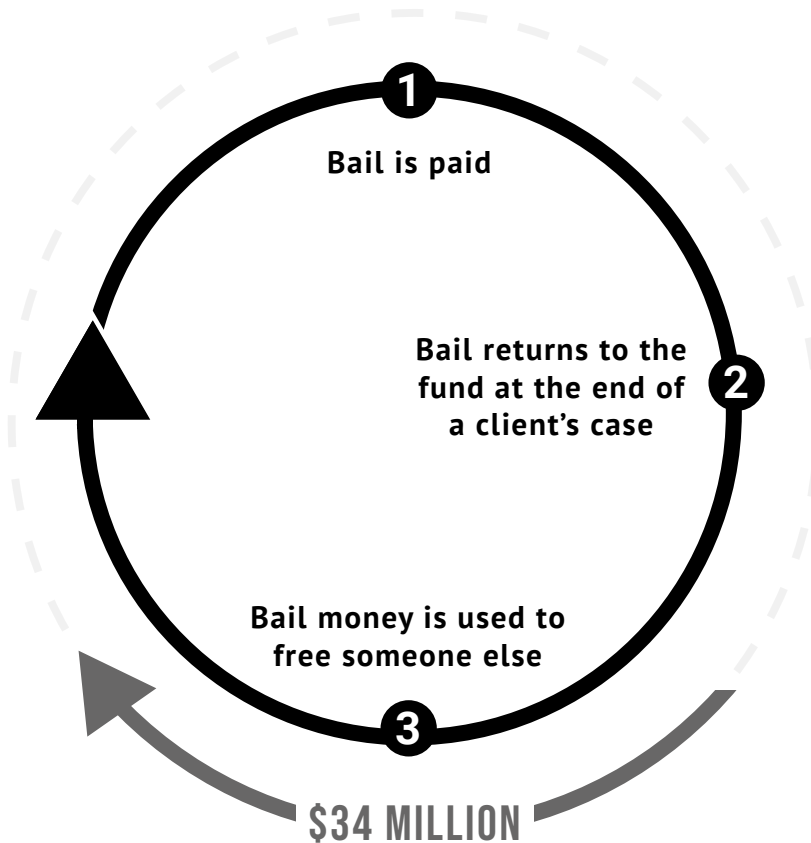 1
Bail is paid
2
Bail returns to the
fund at the end of
a client’s case
Bail money is used to
free someone else
3
$34 MILLION